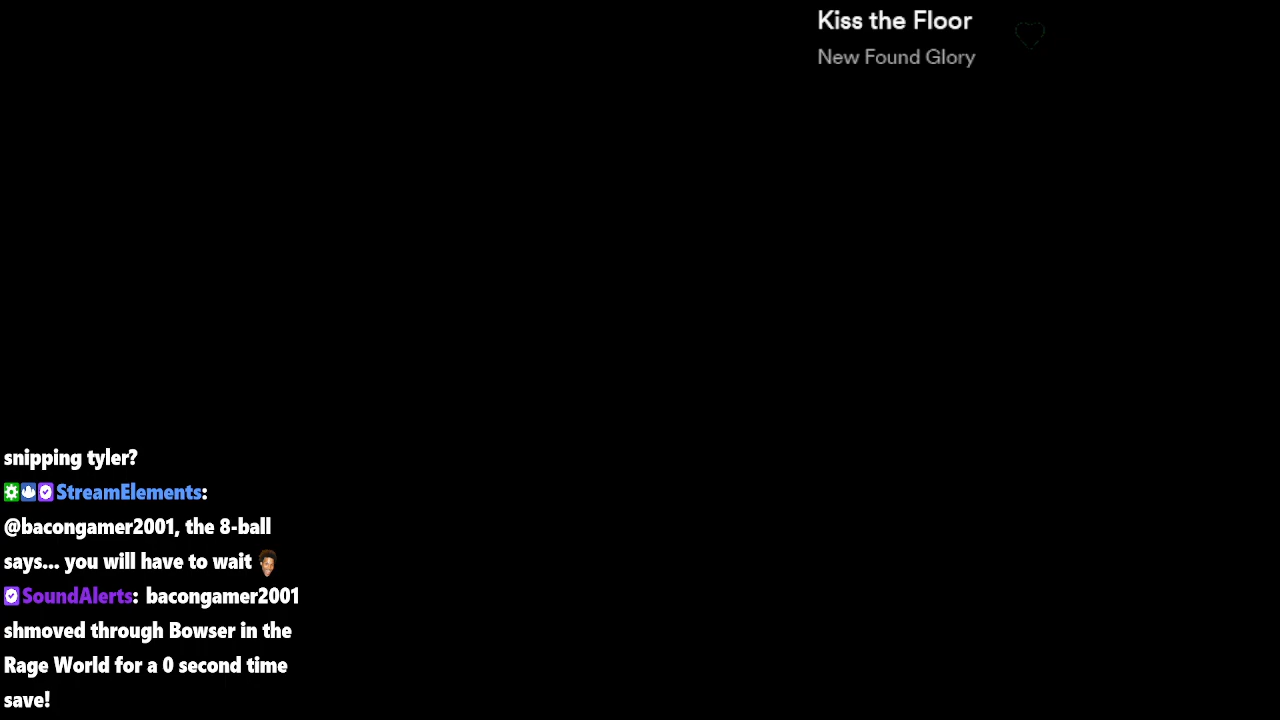 Kiss the Floor
New Found Glory
snipping tyler?
StreamElements:
@bacongamer2001, the 8-ball
says... you will have to wait
SoundAlerts: bacongamer2001
shmoved through Bowser in the
Rage World for a 0 second time
save!